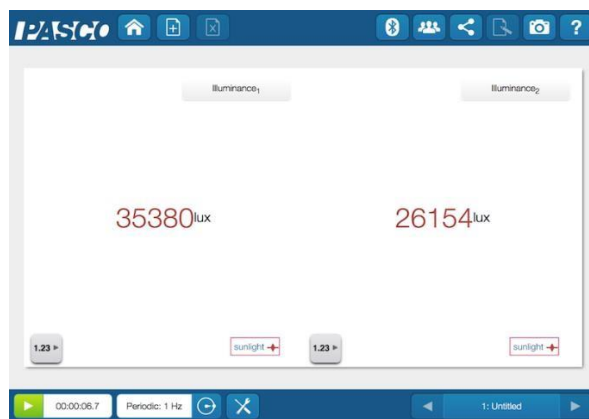 PASCO
?
Illuminance1
Illuminance2
35380lux
26154lux
1.23
sunlight
1.23
sunlight
00:00:06.7
Periodic: 1 Hz
1: Untitled